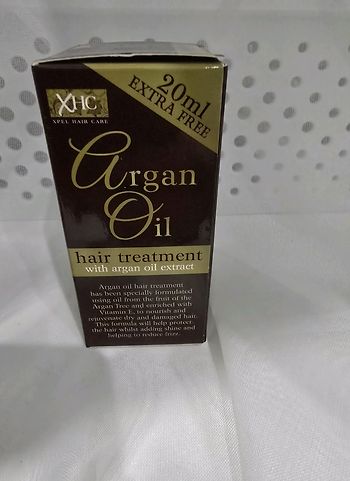 20ml
EXTRA FREE
XHC
XPEL HAIR CARE
Argan
Oil
hair treatment
with argan oil extract
Argan oil hair treatment
has been specially formulated
using oil from the fruit of the
Argan Tree and enriched with
Vitamin E, to nourish and
rejuvenate dry and damaged hair.
This formula will help protect
the hair whilst adding shine and
helping to reduce frizz.